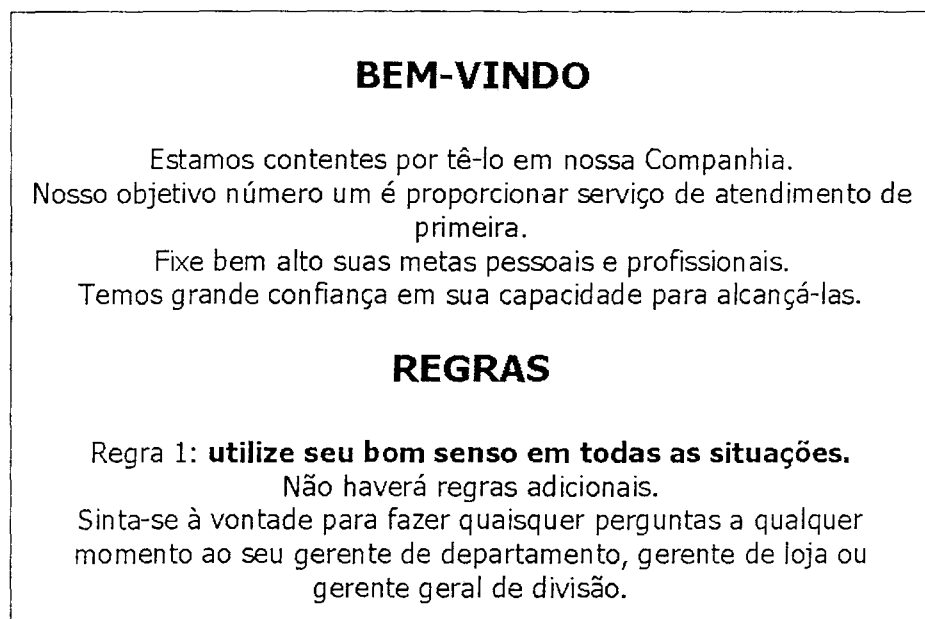 BEM-VINDO
Estamos contentes por tê-lo em nossa Companhia.
Nosso objetivo número um é proporcionar serviço de atendimento de
primeira.
Fixe bem alto suas metas pessoais e profissionais.
Temos grande confiança em sua capacidade para alcançá-las.
REGRAS
Regra 1: utilize seu bom senso em todas as situações.
Não haverá regras adicionais.
Sinta-se à vontade para fazer quaisquer perguntas a qualquer
momento ao seu gerente de departamento, gerente de loja ou
gerente geral de divisão.